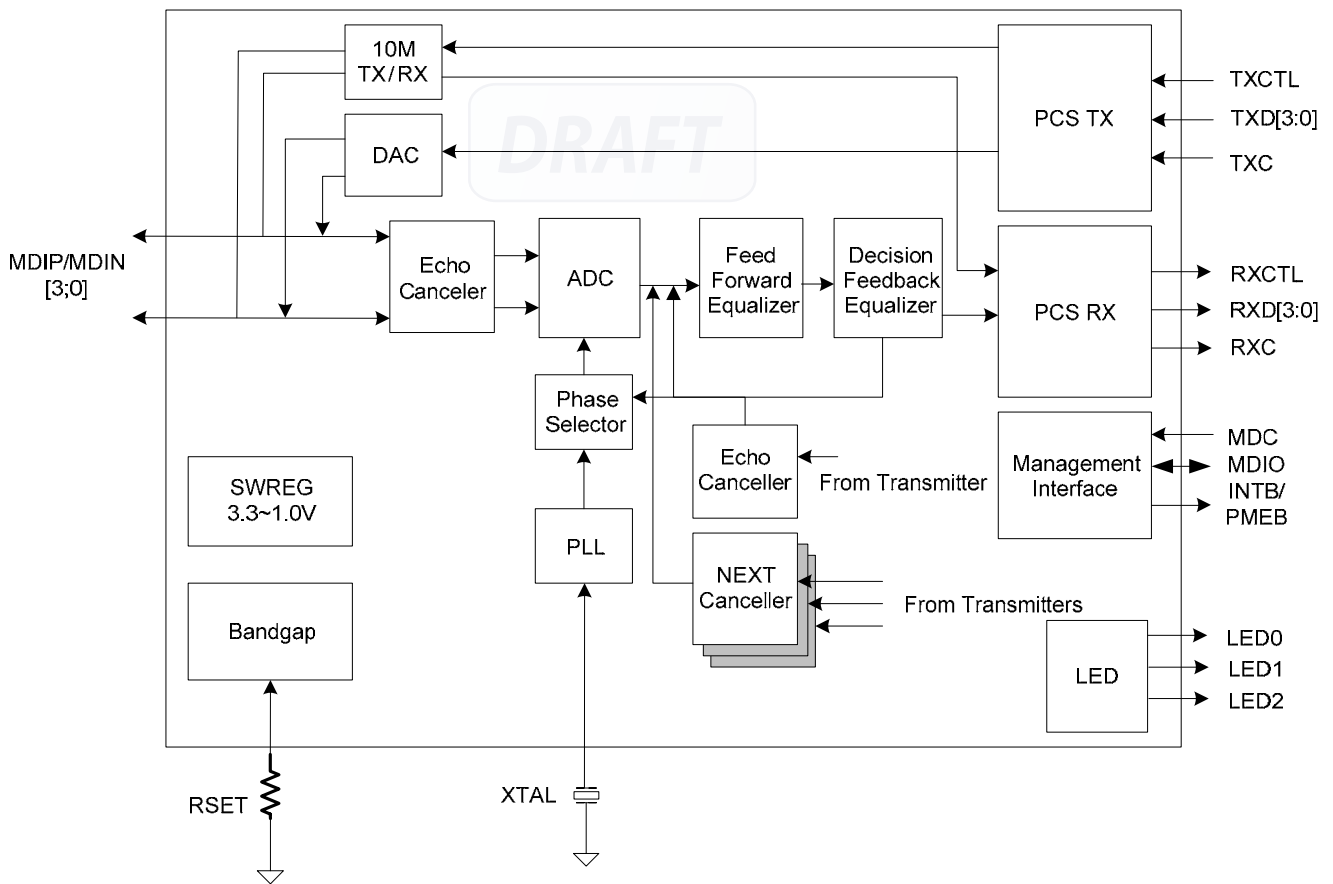 10M
TX/RX
DRAFT
PCS TX
TXCTL
TXD[3:0]
TXC
DAC
MDIP/MDIN
[3;0]
Echo
Canceler
ADC
Feed
Forward
Equalizer
Decision
Feedback
Equalizer
PCS RX
RXCTL
RXD[3:0]
RXC
Phase
Selector
Echo
Canceller
From Transmitter
Management
Interface
MDC
MDIO
INTB/
PMEB
SWREG
3.3~1.0V
PLL
NEXT
Canceller
From Transmitters
Bandgap
LED
LED0
LED1
LED2
RSET
XTAL